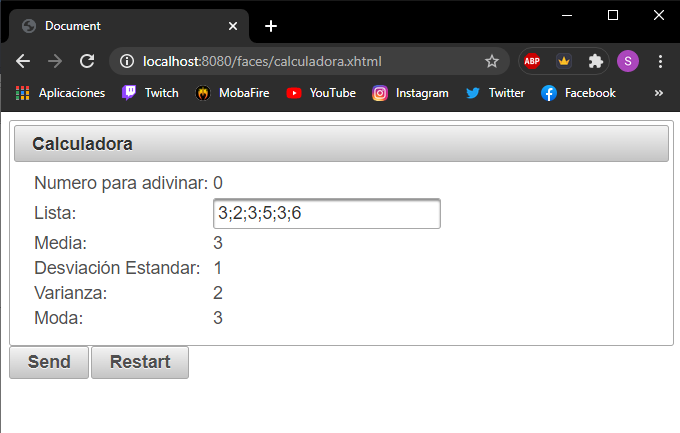 Document
localhost:8080/faces/calculadora.xhtml
ABP
S
Aplicaciones Twitch MobaFire YouTube Instagram Twitter Facebook »
Calculadora
Numero para adivinar: 0
Lista: 3;2;3;5;3;6
Media: 3
Desviación Estandar: 1
Varianza: 2
Moda: 3
Send Restart